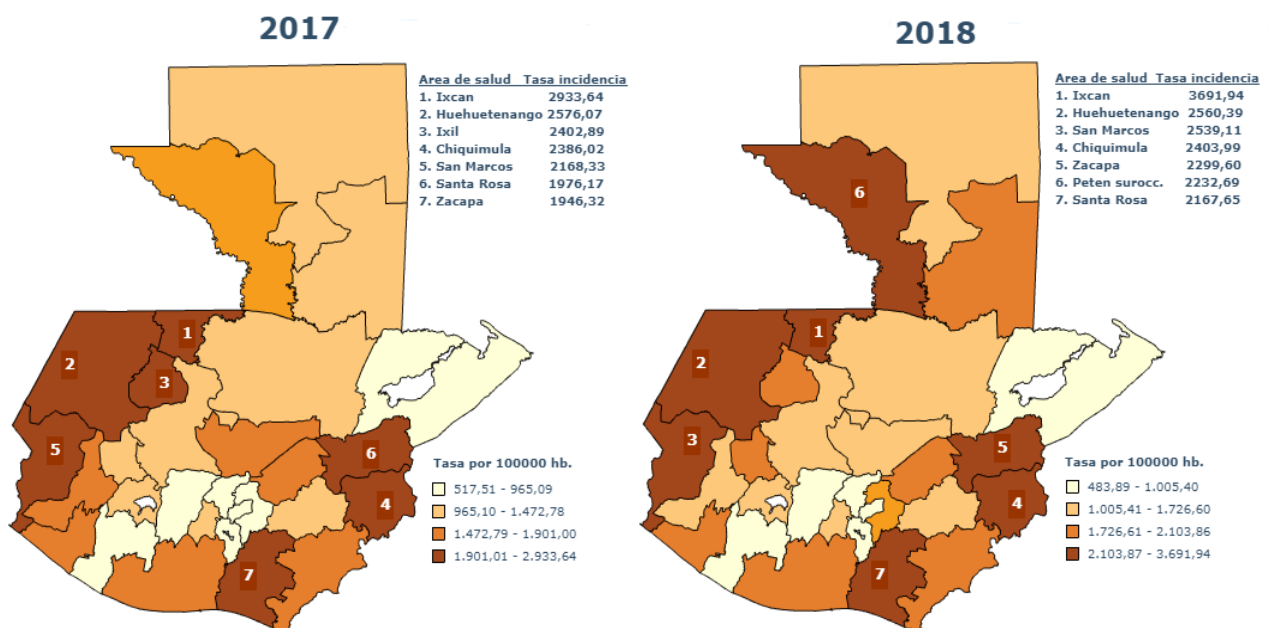 2017
Area de salud Tasa incidencia
1. Ixcan 2933,64
2. Huehuetenango 2576,07
3. Ixil 2402,89
4. Chiquimula 2386,02
5. San Marcos 2168,33
6. Santa Rosa 1976,17
7. Zacapa 1946,32
1
2
3
5
6
4
7
Tasa por 100000 hb.
517,51 - 965,09
965,10 - 1.472,78
1.472,79 - 1.901,00
1.901,01 - 2.933,64
2018
Area de salud Tasa incidencia
1. Ixcan 3691,94
2. Huehuetenango 2560,39
3. San Marcos 2539,11
4. Chiquimula 2403,99
5. Zacapa 2299,60
6. Peten surocc. 2232,69
7. Santa Rosa 2167,65
6
1
2
3
5
4
7
Tasa por 100000 hb.
483,89 - 1.005,40
1.005,41 - 1.726,60
1.726,61 - 2.103,86
2.103,87 - 3.691,94